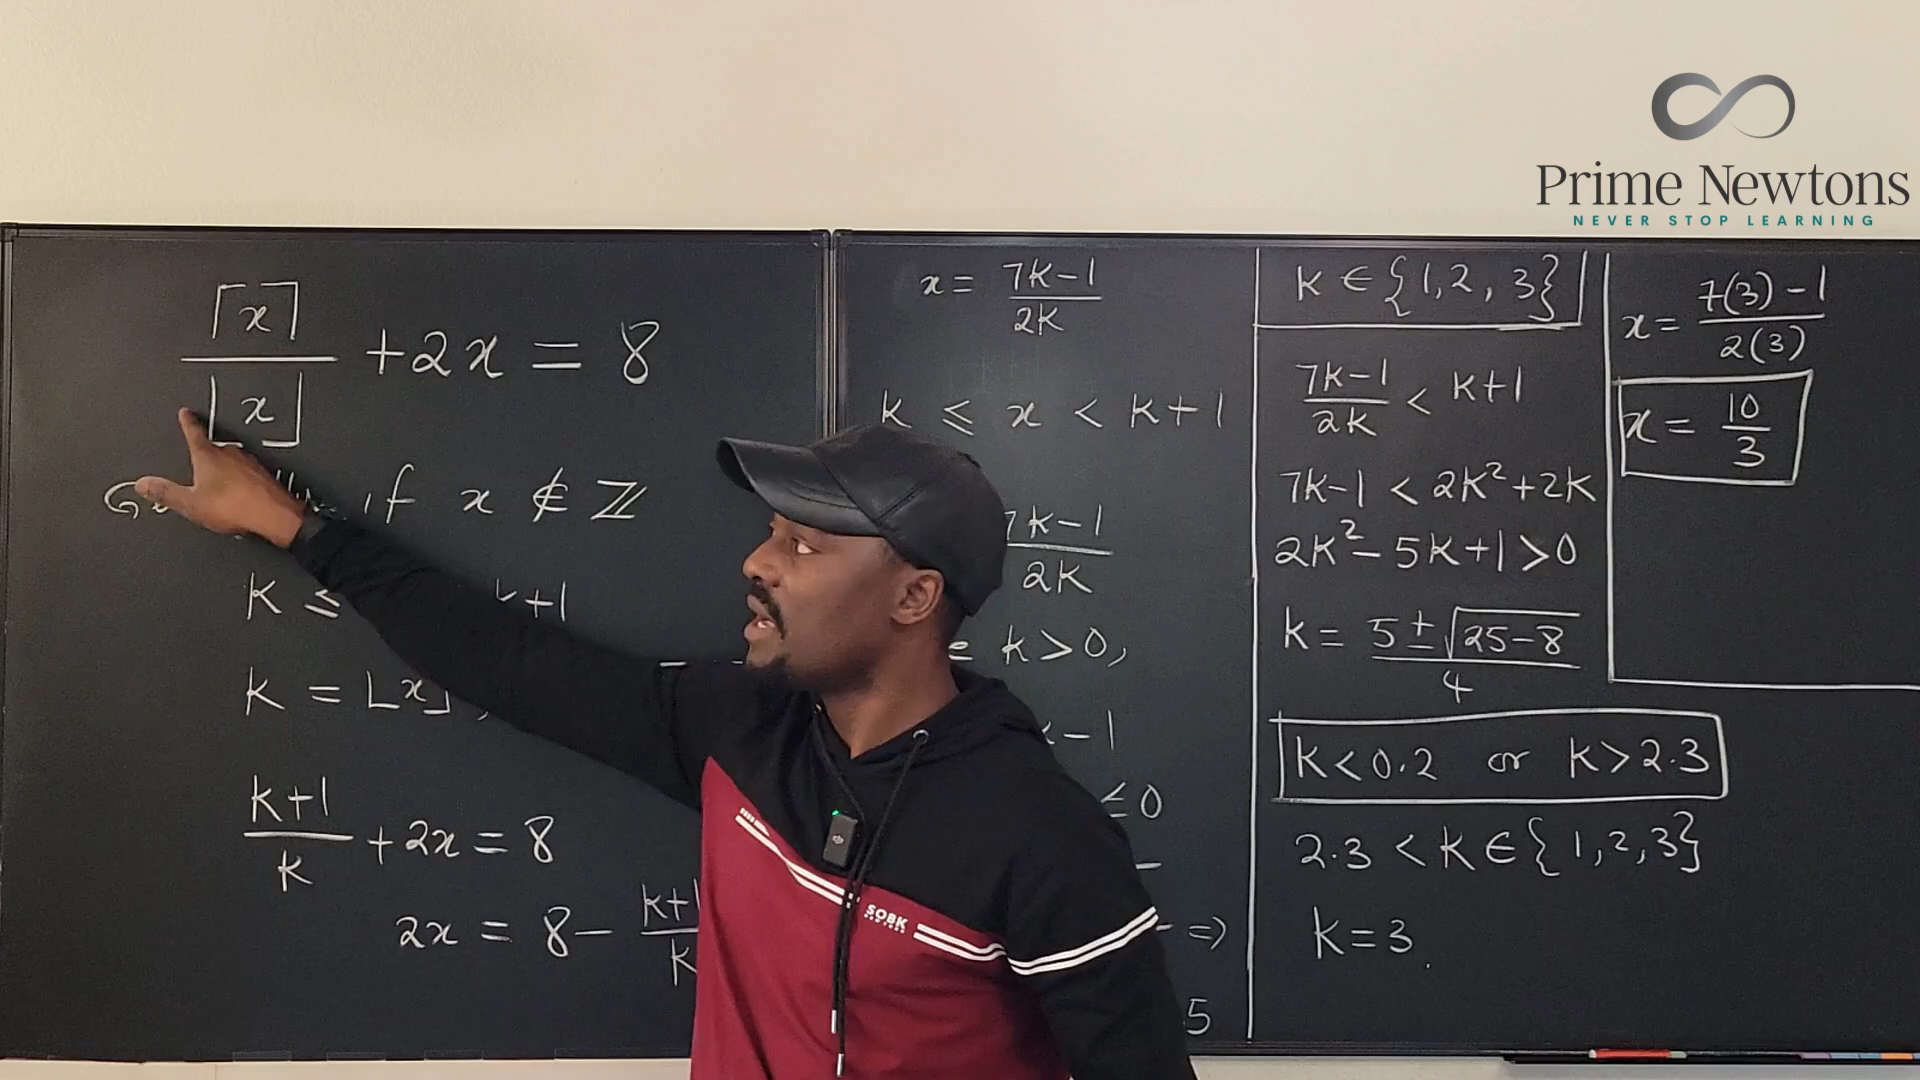 Prime Newtons
NEVER STOP LEARNING
⌈x⌉/⌊x⌋ + 2x = 8
if x ∉ ℤ
k ≤ k+1
k = ⌊x⌋,
(k+1)/k + 2x = 8
2x = 8 - (k+1)/k
x = (7k-1)/(2k)
k ≤ x < k+1
(7k-1)/(2k)
k > 0,
-1
≤ 0
⇒
5
k ∈ {1,2,3}
(7k-1)/(2k) < k+1
7k-1 < 2k²+2k
2k²-5k+1 > 0
k = (5±√(25-8))/4
k<0.2 or k>2.3
2.3 < k ∈ {1,2,3}
k=3.
x = (7(3)-1)/(2(3))
x = 10/3
SOBK